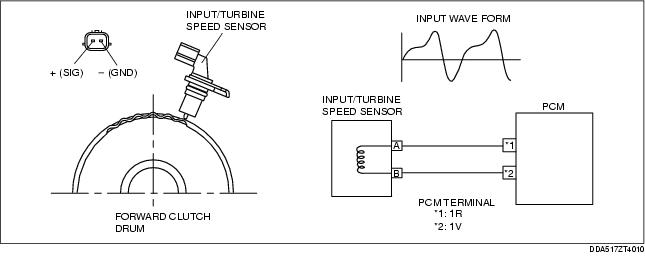 INPUT/TURBINE
SPEED SENSOR
+ (SIG)
– (GND)
FORWARD CLUTCH
DRUM
INPUT WAVE FORM
INPUT/TURBINE
SPEED SENSOR
PCM
A
*1
B
*2
PCM TERMINAL
*1: 1R
*2: 1V
DDA517ZT4010